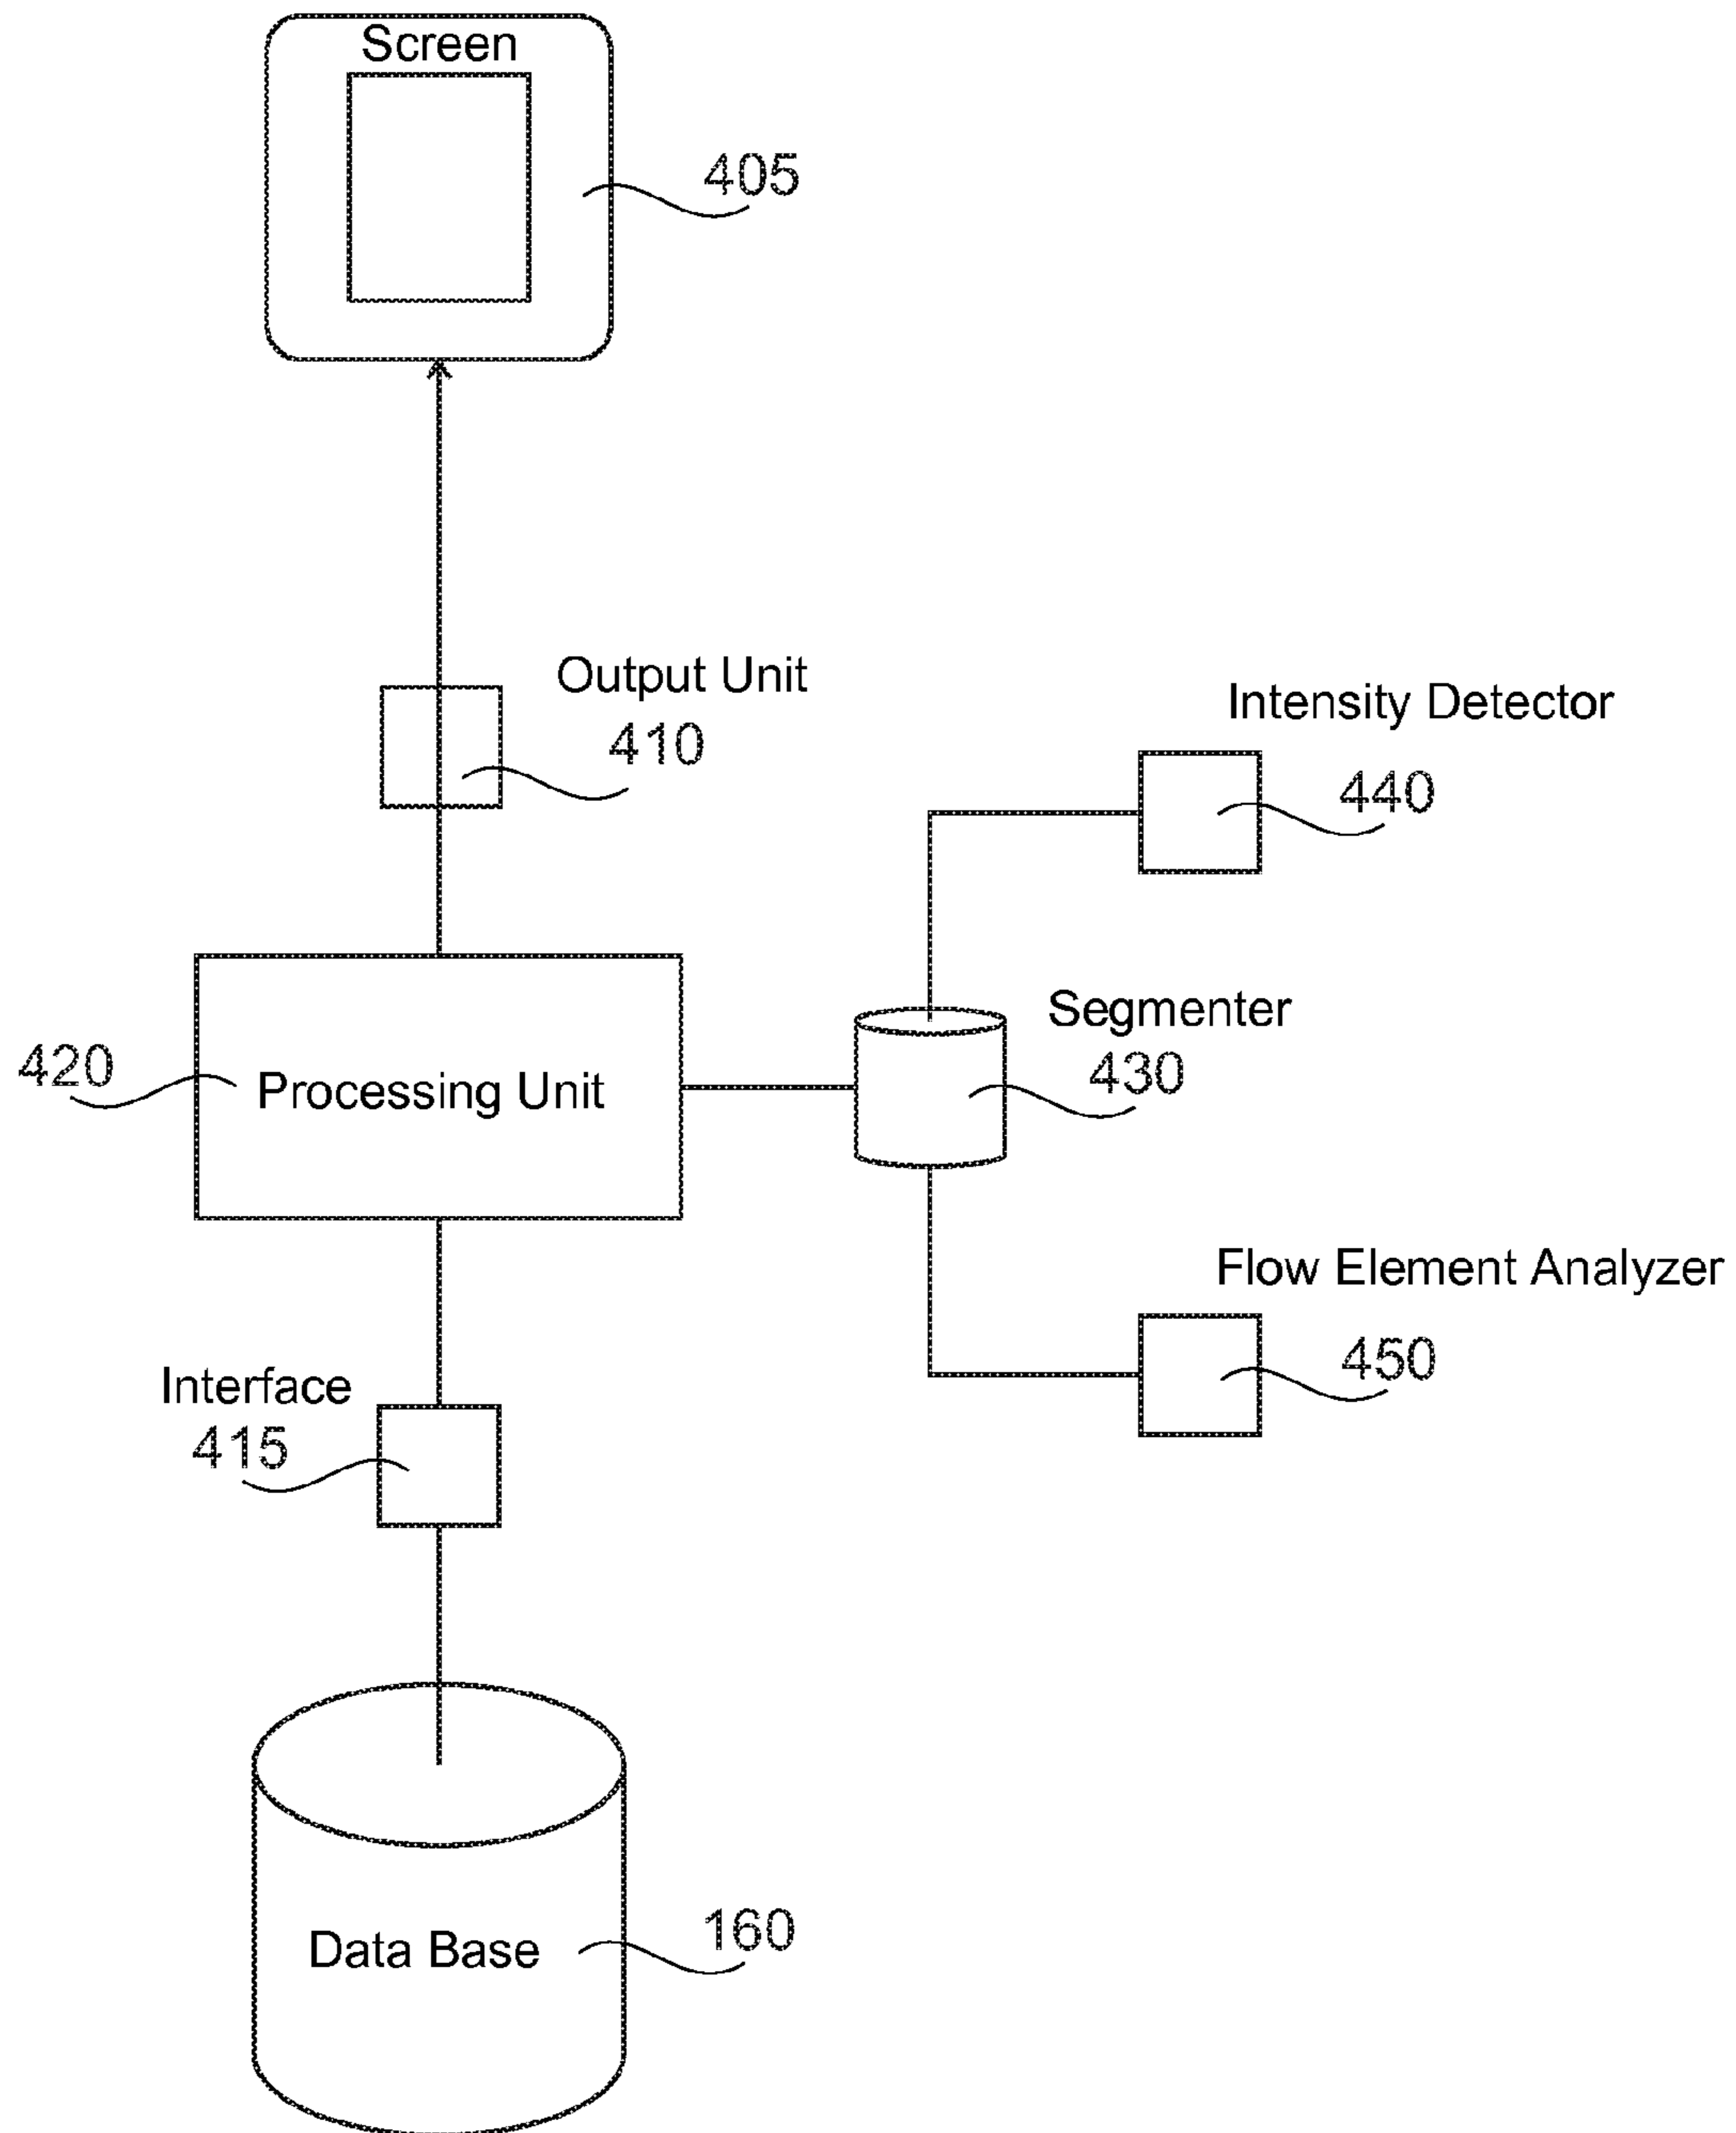 Screen
405
Output Unit
410
Intensity Detector
440
Segmenter
430
420
Processing Unit
Flow Element Analyzer
450
Interface
415
Data Base
160